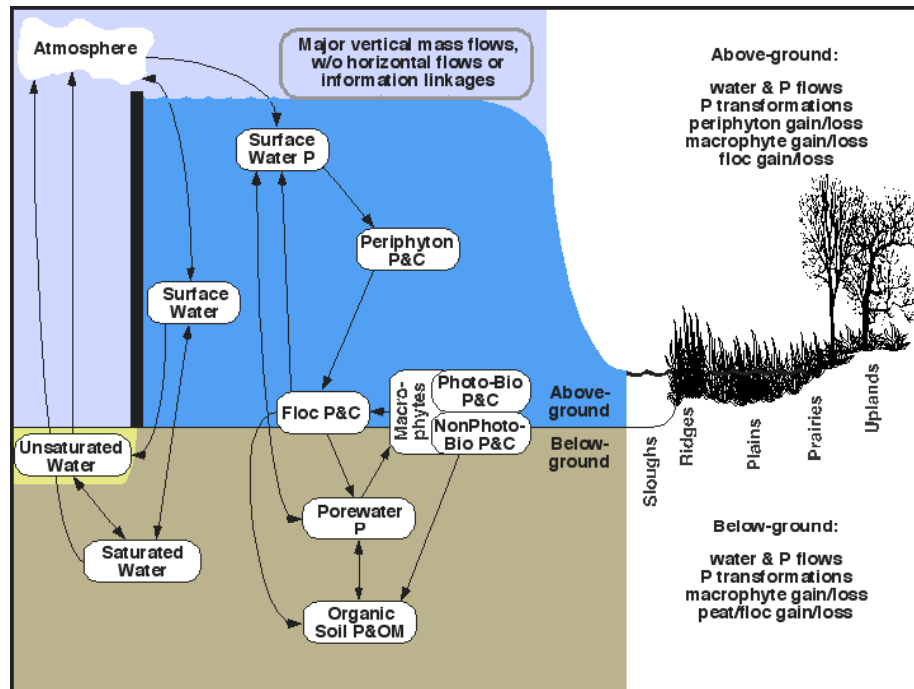 Atmosphere
Major vertical mass flows,
w/o horizontal flows or
information linkages
Above-ground:
water & P flows
P transformations
periphyton gain/loss
macrophyte gain/loss
floc gain/loss
Surface
Water P
Periphyton
P&C
Surface
Water
Floc P&C
Macro-
phytes
Photo-Bio
P&C
NonPhoto-
Bio P&C
Above-
ground
Below-
ground
Unsaturated
Water
Saturated
Water
Porewater
P
Organic
Soil P&OM
Sloughs
Ridges
Plains
Prairies
Uplands
Below-ground:
water & P flows
P transformations
macrophyte gain/loss
peat/floc gain/loss